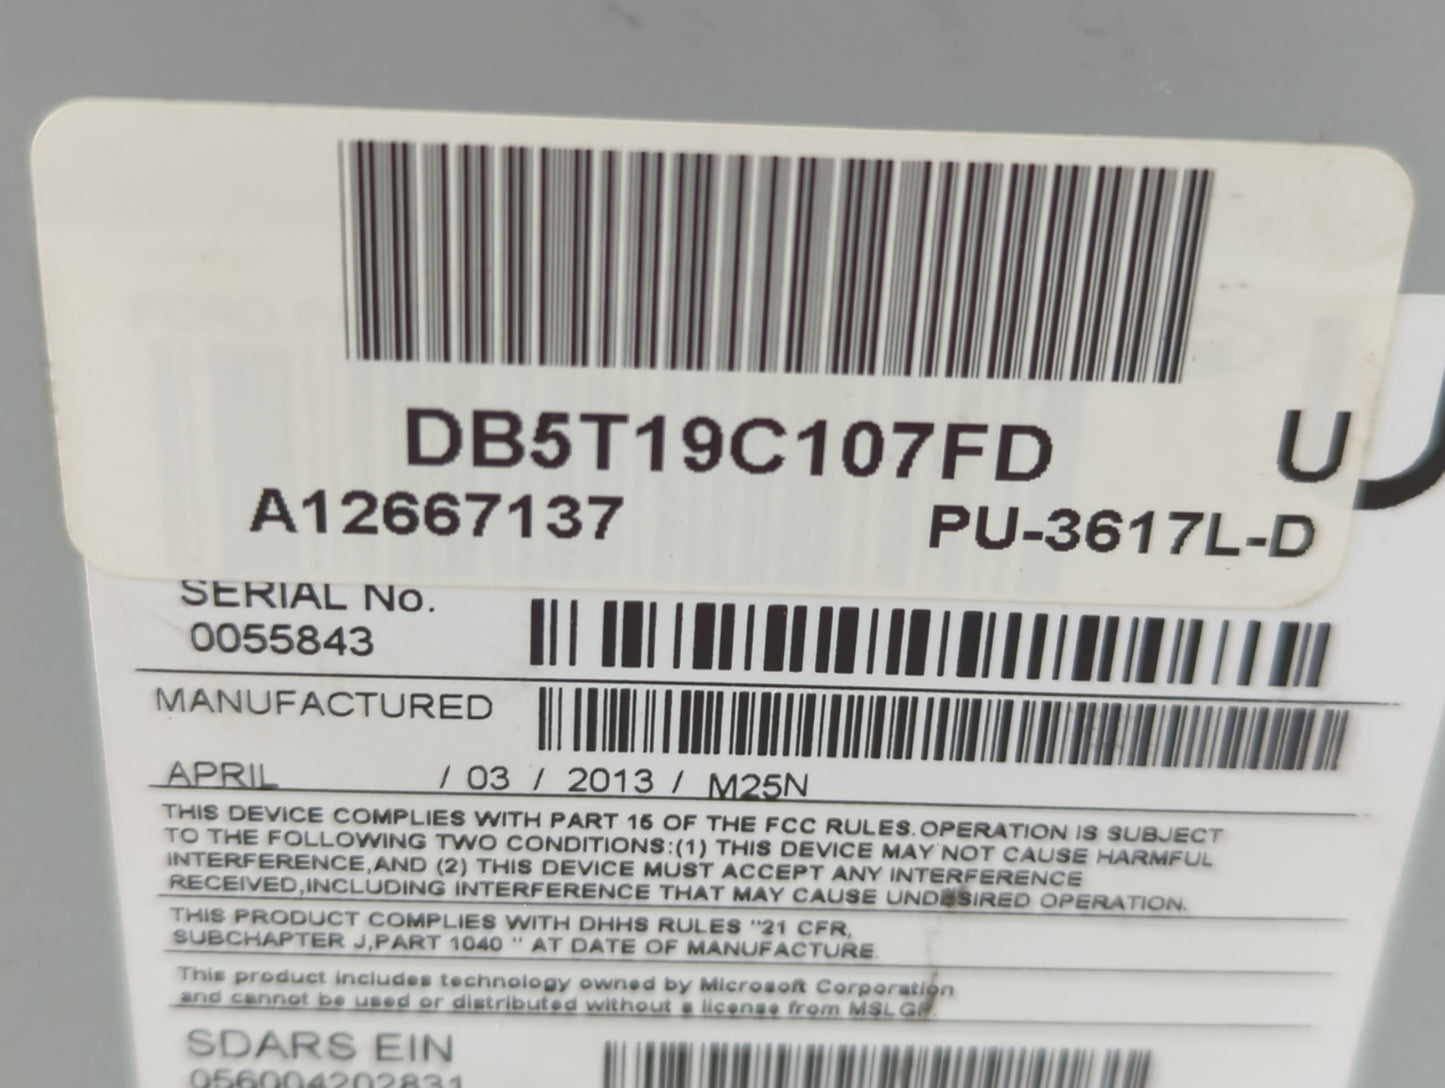 FORD PA
DB5T19C107FD U
A12667137 PU-3617L-D
SERIAL No.
0055843
MANUFACTURED
APRIL / 03 / 2013 / M25N
THIS DEVICE COMPLIES WITH PART 15 OF THE FCC RULES.OPERATION IS SUBJECT
TO THE FOLLOWING TWO CONDITIONS:(1) THIS DEVICE MAY NOT CAUSE HARMFUL
INTERFERENCE,AND (2) THIS DEVICE MUST ACCEPT ANY INTERFERENCE
RECEIVED,INCLUDING INTERFERENCE THAT MAY CAUSE UNDESIRED OPERATION.
THIS PRODUCT COMPLIES WITH DHHS RULES "21 CFR,
SUBCHAPTER J,PART 1040 " AT DATE OF MANUFACTURE.
This product includes technology owned by Microsoft Corporation
and cannot be used or distributed without a license from MSLGP.
SDARS EIN
056004202831